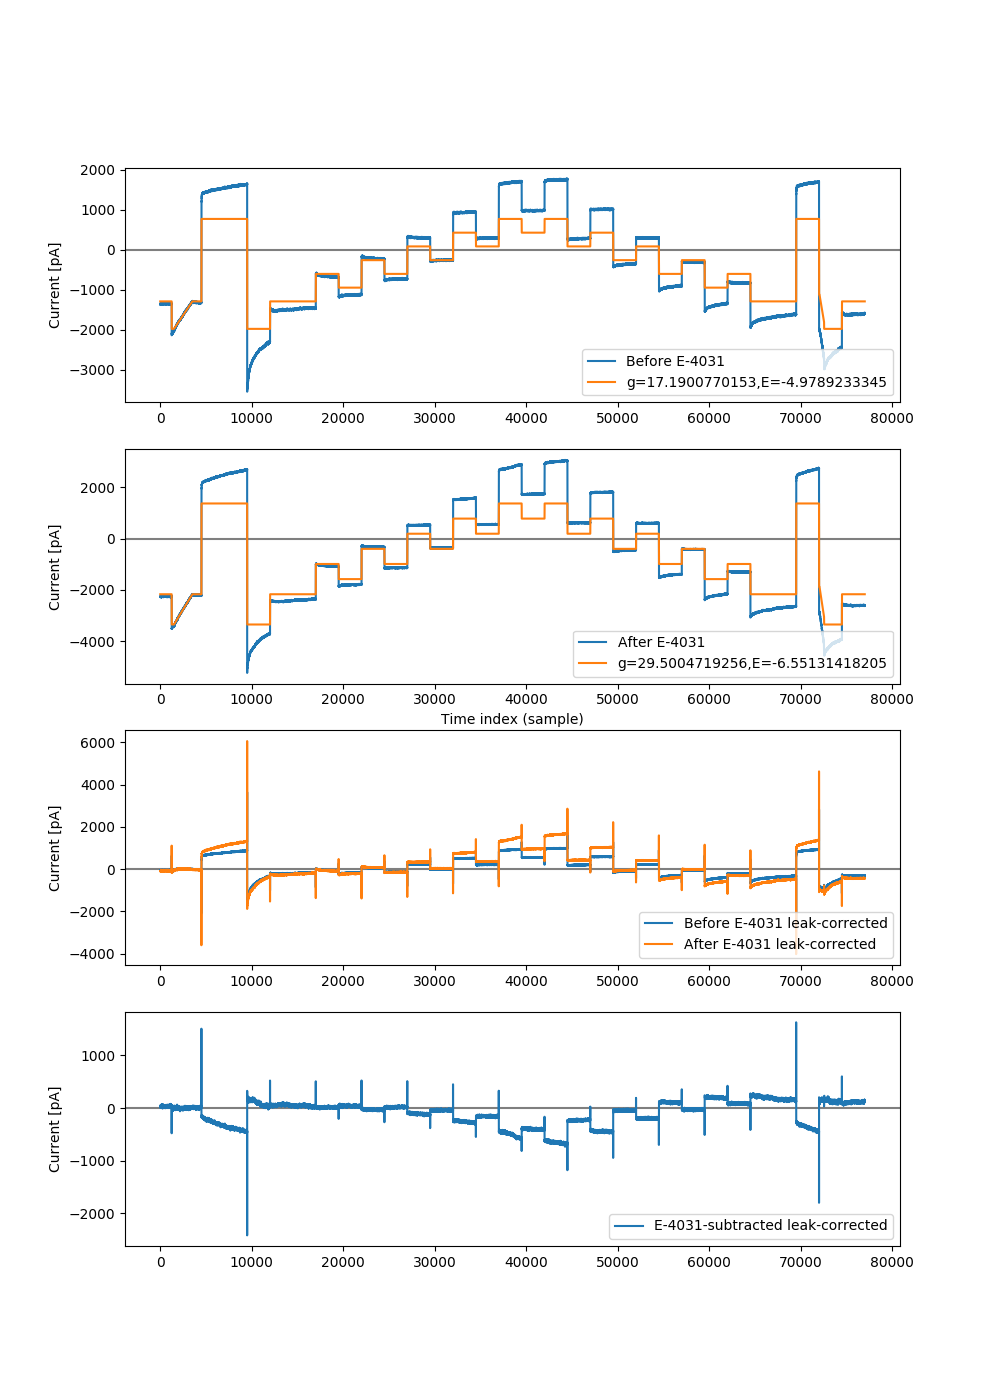 2000
1000
0
−1000
−2000
−3000
Current [pA]
Before E-4031
g=17.1900770153,E=-4.9789233345
0 10000 20000 30000 40000 50000 60000 70000 80000
2000
0
−2000
−4000
Current [pA]
After E-4031
g=29.5004719256,E=-6.55131418205
0 10000 20000 30000 40000 50000 60000 70000 80000
Time index (sample)
6000
4000
2000
0
−2000
−4000
Current [pA]
Before E-4031 leak-corrected
After E-4031 leak-corrected
0 10000 20000 30000 40000 50000 60000 70000 80000
1000
0
−1000
−2000
Current [pA]
E-4031-subtracted leak-corrected
0 10000 20000 30000 40000 50000 60000 70000 80000